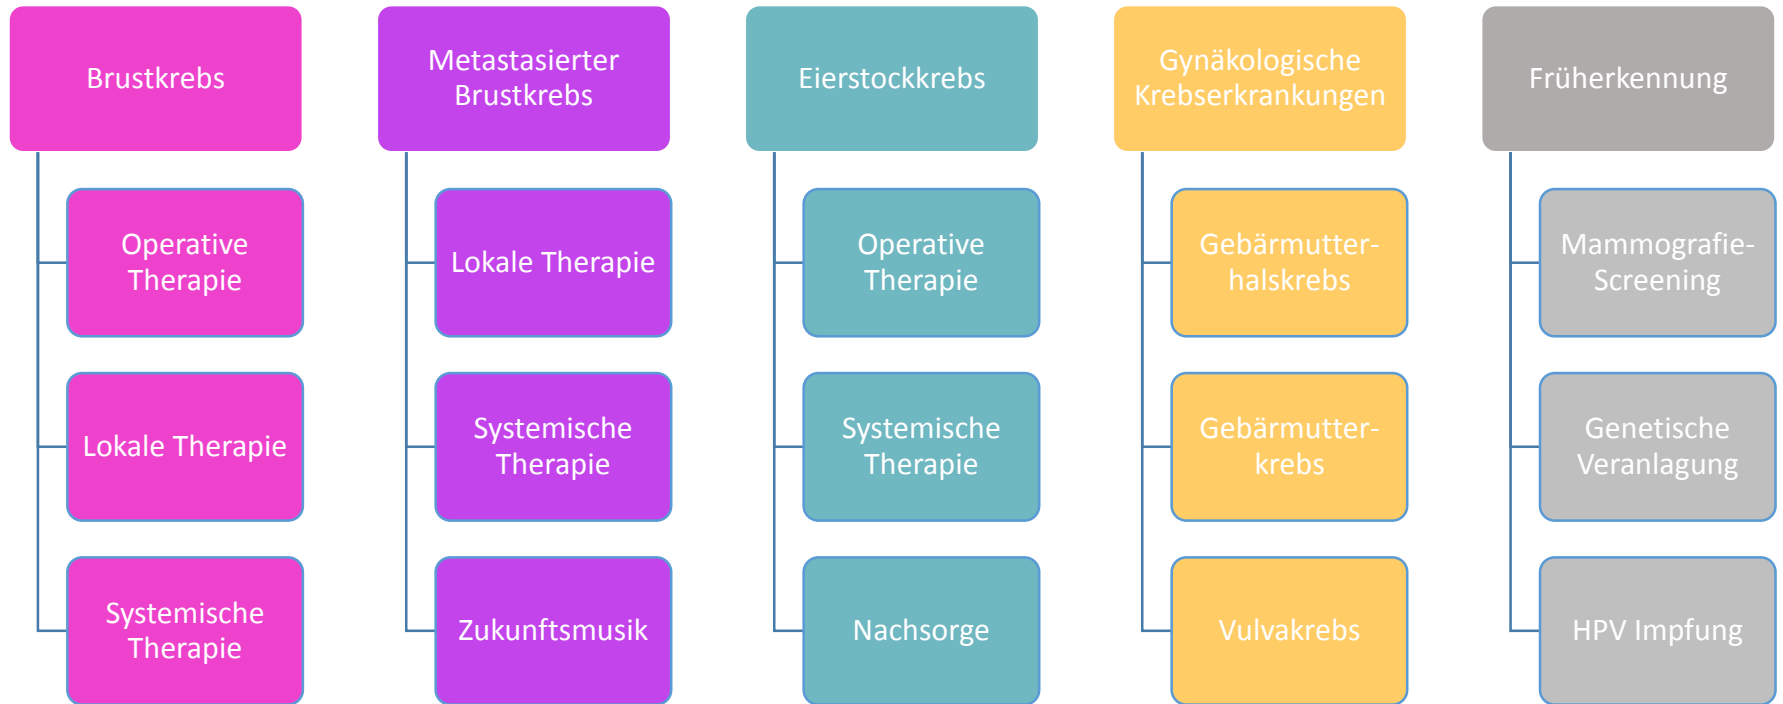 Brustkrebs
Operative
Therapie
Lokale Therapie
Systemische
Therapie
Metastasierter
Brustkrebs
Lokale Therapie
Systemische
Therapie
Zukunftsmusik
Eierstockkrebs
Operative
Therapie
Systemische
Therapie
Nachsorge
Gynäkologische
Krebserkrankungen
Gebärmutter-
halskrebs
Gebärmutter-
krebs
Vulvakrebs
Früherkennung
Mammografie-
Screening
Genetische
Veranlagung
HPV Impfung